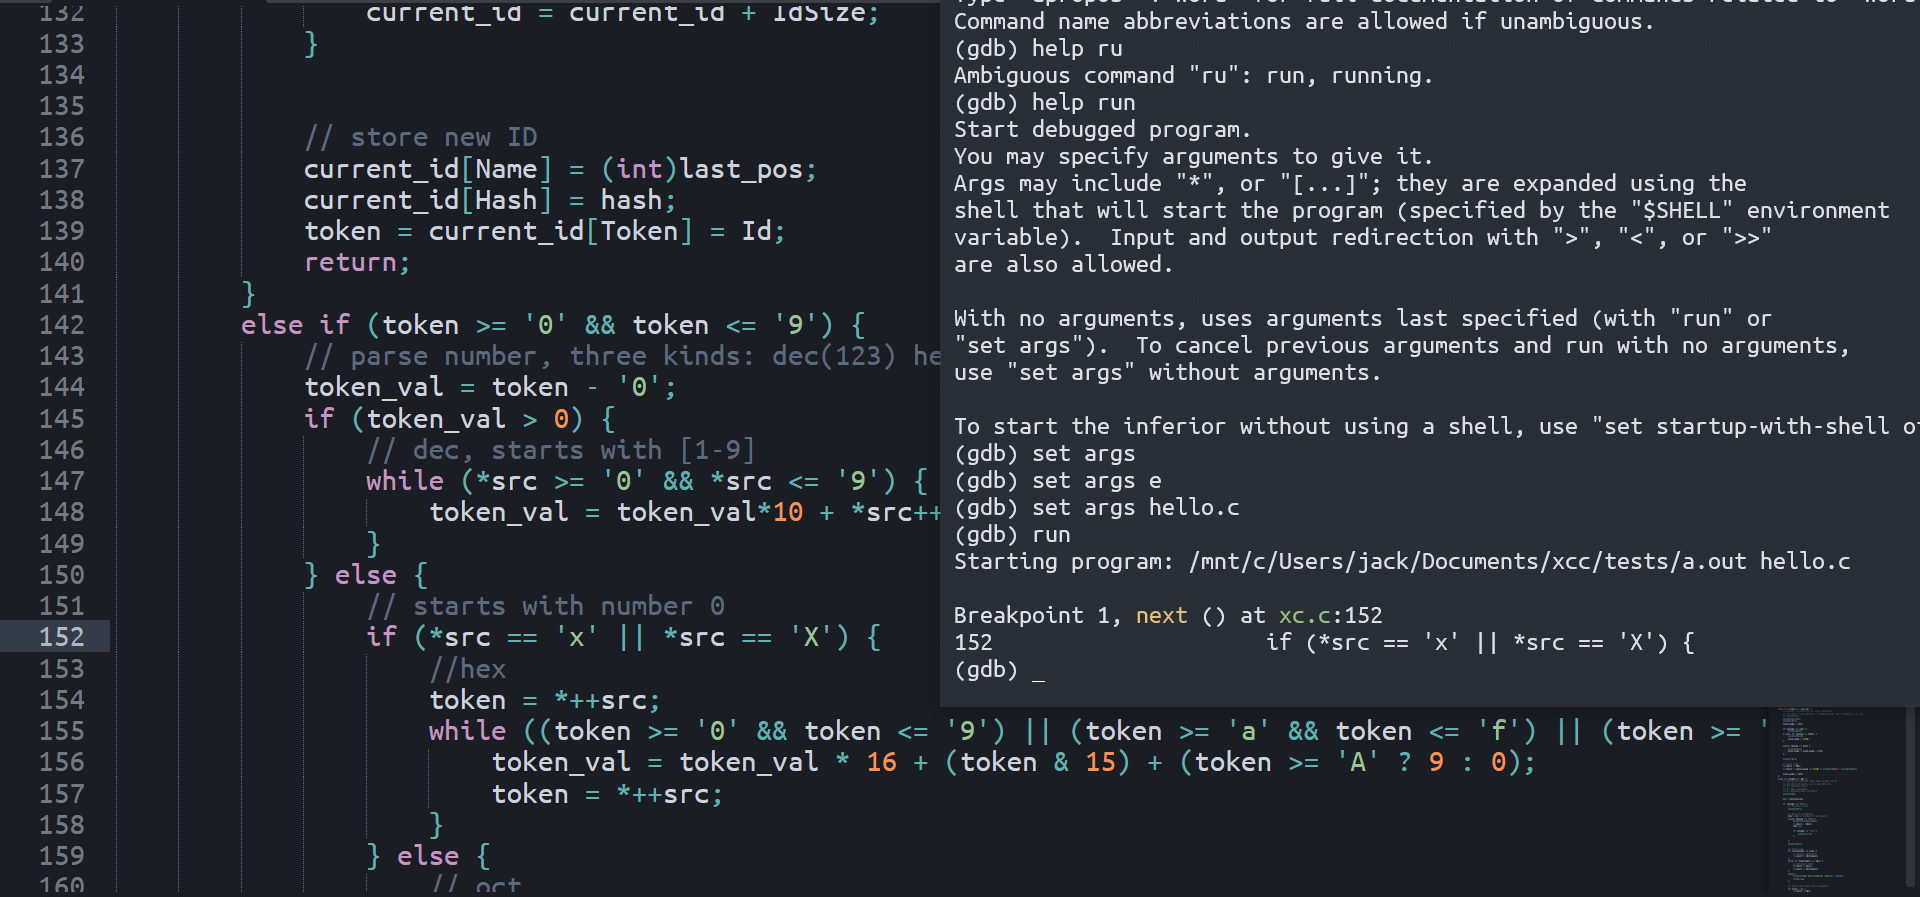 132 current_id = current_id + IdSize;
133 }
134
135
136 // store new ID
137 current_id[Name] = (int)last_pos;
138 current_id[Hash] = hash;
139 token = current_id[Token] = Id;
140 return;
141 }
142 else if (token >= '0' && token <= '9') {
143 // parse number, three kinds: dec(123) he
144 token_val = token - '0';
145 if (token_val > 0) {
146 // dec, starts with [1-9]
147 while (*src >= '0' && *src <= '9') {
148 token_val = token_val*10 + *src++
149 }
150 } else {
151 // starts with number 0
152 if (*src == 'x' || *src == 'X') {
153 //hex
154 token = *++src;
155 while ((token >= '0' && token <= '9') || (token >= 'a' && token <= 'f') || (token >= '
156 token_val = token_val * 16 + (token & 15) + (token >= 'A' ? 9 : 0);
157 token = *++src;
158 }
159 } else {
160 // oct
Command name abbreviations are allowed if unambiguous.
(gdb) help ru
Ambiguous command "ru": run, running.
(gdb) help run
Start debugged program.
You may specify arguments to give it.
Args may include "*", or "[...]"; they are expanded using the
shell that will start the program (specified by the "$SHELL" environment
variable).  Input and output redirection with ">", "<", or ">>"
are also allowed.
With no arguments, uses arguments last specified (with "run" or
"set args").  To cancel previous arguments and run with no arguments,
use "set args" without arguments.
To start the inferior without using a shell, use "set startup-with-shell o
(gdb) set args
(gdb) set args e
(gdb) set args hello.c
(gdb) run
Starting program: /mnt/c/Users/jack/Documents/xcc/tests/a.out hello.c
Breakpoint 1, next () at xc.c:152
152 if (*src == 'x' || *src == 'X') {
(gdb) _